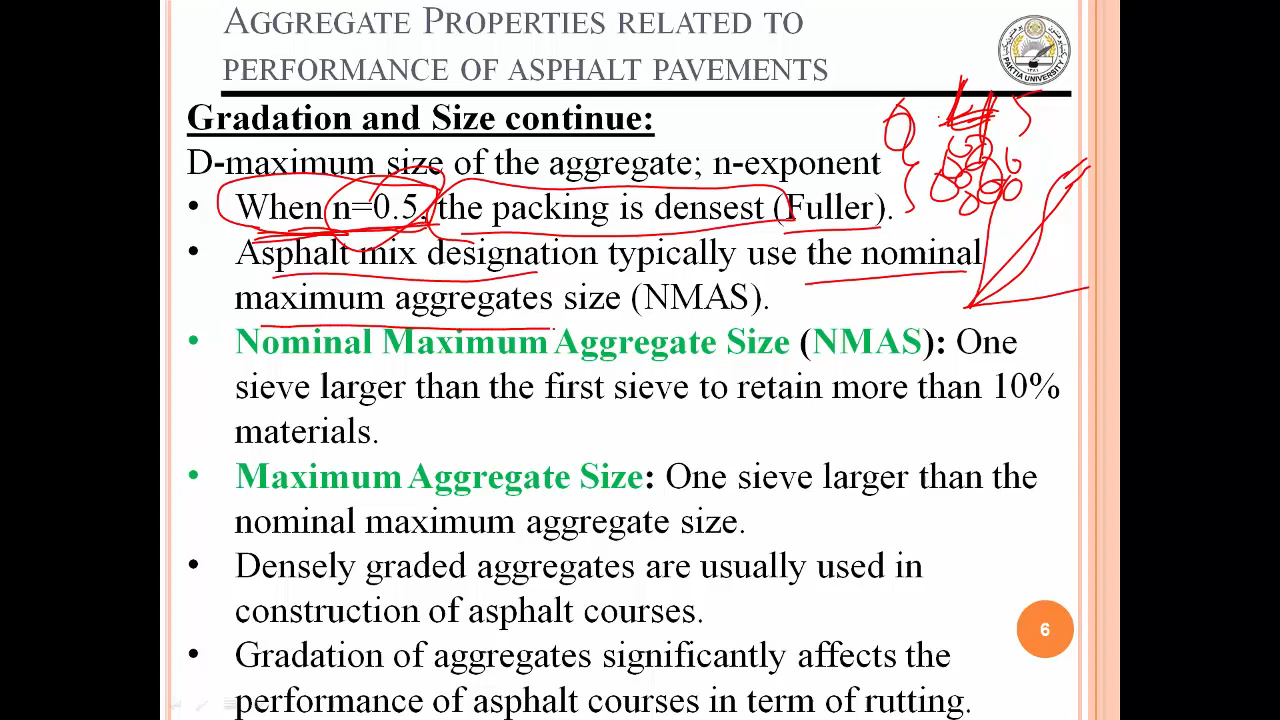 AGGREGATE PROPERTIES RELATED TO
PERFORMANCE OF ASPHALT PAVEMENTS
PAKTIA UNIVERSITY
Gradation and Size continue:
D-maximum size of the aggregate; n-exponent
• When n=0.5, the packing is densest (Fuller).
• Asphalt mix designation typically use the nominal
maximum aggregates size (NMAS).
• Nominal Maximum Aggregate Size (NMAS): One
sieve larger than the first sieve to retain more than 10%
materials.
• Maximum Aggregate Size: One sieve larger than the
nominal maximum aggregate size.
• Densely graded aggregates are usually used in
construction of asphalt courses.
• Gradation of aggregates significantly affects the
performance of asphalt courses in term of rutting.
6